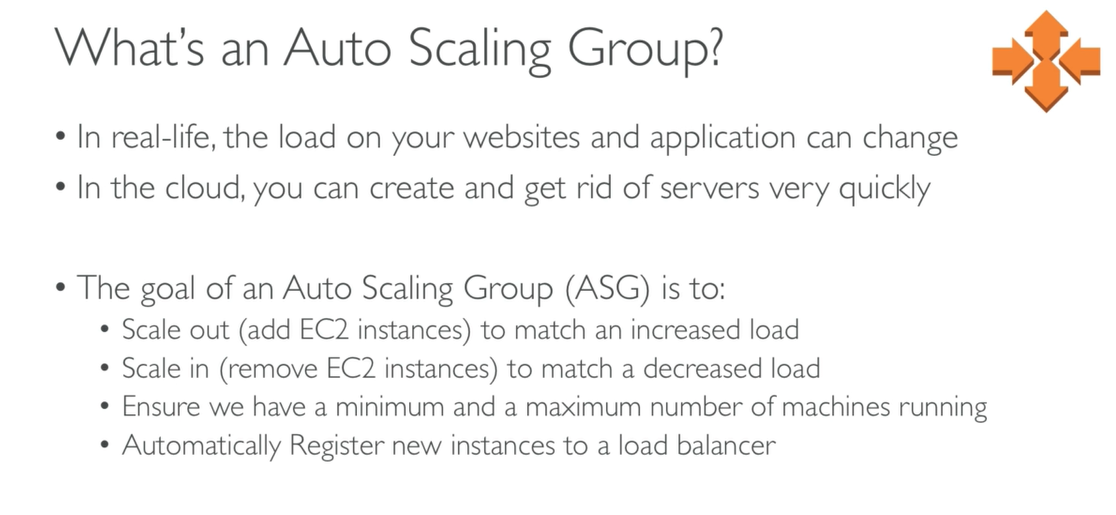 What's an Auto Scaling Group?
• In real-life, the load on your websites and application can change
• In the cloud, you can create and get rid of servers very quickly
• The goal of an Auto Scaling Group (ASG) is to:
• Scale out (add EC2 instances) to match an increased load
• Scale in (remove EC2 instances) to match a decreased load
• Ensure we have a minimum and a maximum number of machines running
• Automatically Register new instances to a load balancer